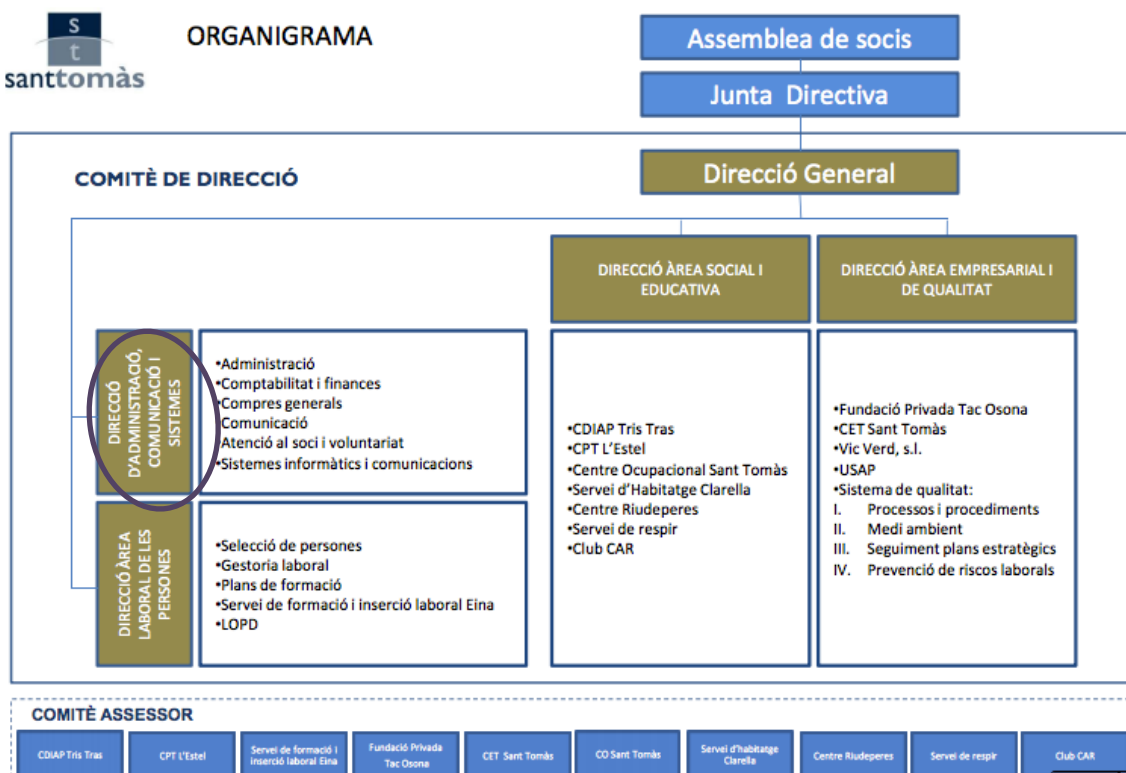 s
t
santtomàs
ORGANIGRAMA
Assemblea de socis
Junta Directiva
COMITÈ DE DIRECCIÓ
Direcció General
DIRECCIÓ ÀREA SOCIAL I
EDUCATIVA
DIRECCIÓ ÀREA EMPRESARIAL I
DE QUALITAT
DIRECCIÓ
D'ADMINISTRACIÓ,
COMUNICACIÓ I
SISTEMES
•Administració
•Comptabilitat i finances
•Compres generals
•Comunicació
•Atenció al soci i voluntariat
•Sistemes informàtics i comunicacions
DIRECCIÓ ÀREA
LABORAL DE LES
PERSONES
•Selecció de persones
•Gestoria laboral
•Plans de formació
•Servei de formació i inserció laboral Eina
•LOPD
•CDIAP Tris Tras
•CPT L'Estel
•Centre Ocupacional Sant Tomàs
•Servei d'Habitatge Clarella
•Centre Riudeperes
•Servei de respir
•Club CAR
•Fundació Privada Tac Osona
•CET Sant Tomàs
•Vic Verd, s.l.
•USAP
•Sistema de qualitat:
I. Processos i procediments
II. Medi ambient
III. Seguiment plans estratègics
IV. Prevenció de riscos laborals
COMITÈ ASSESSOR
CDIAP Tris Tras
CPT L'Estel
Servei de formació i
inserció laboral Eina
Fundació Privada
Tac Osona
CET Sant Tomàs
CO Sant Tomàs
Servei d'habitatge
Clarella
Centre Riudeperes
Servei de respir
Club CAR